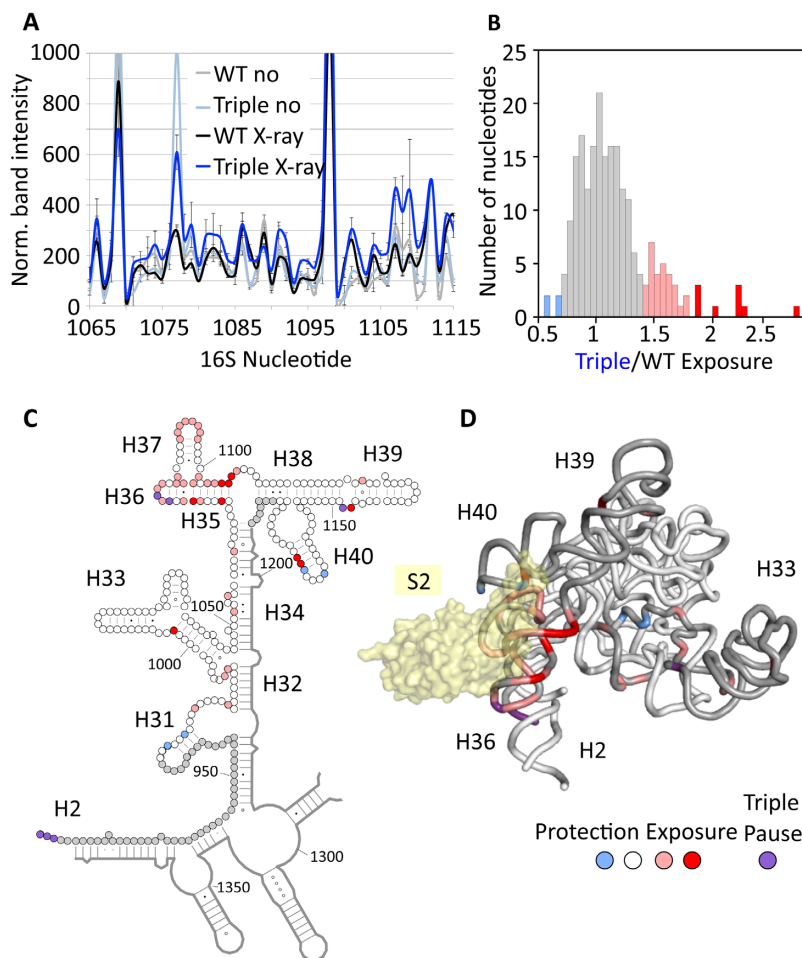 A
Norm. band intensity
1000
800
600
400
200
0
WT no
Triple no
WT X-ray
Triple X-ray
1065 1075 1085 1095 1105 1115
16S Nucleotide
B
Number of nucleotides
25
20
15
10
5
0
0.5 1 1.5 2 2.5
Triple/WT Exposure
C
H37
1100
H38
H39
H36
H35
1150
H40
1200
H33
1050
H34
1000
H32
H31
950
H2
1300
1350
D
H39
H40
S2
H33
H36
H2
Triple
Protection Exposure Pause